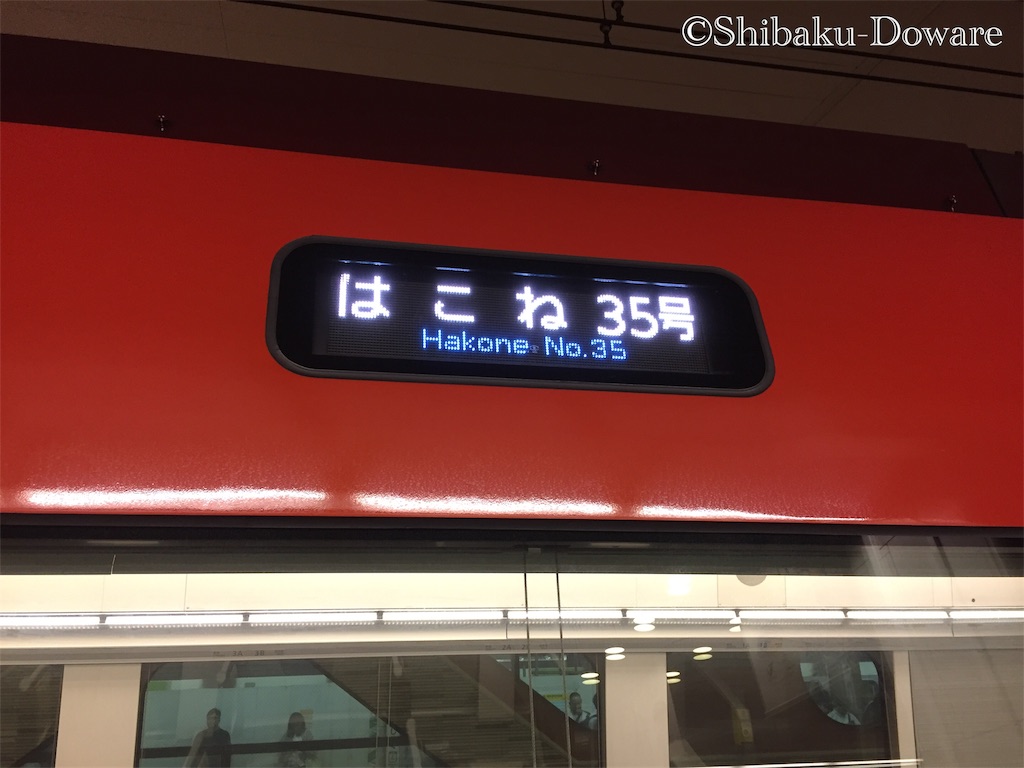 ©Shibaku-Doware
はこね 35号
Hakone No.35